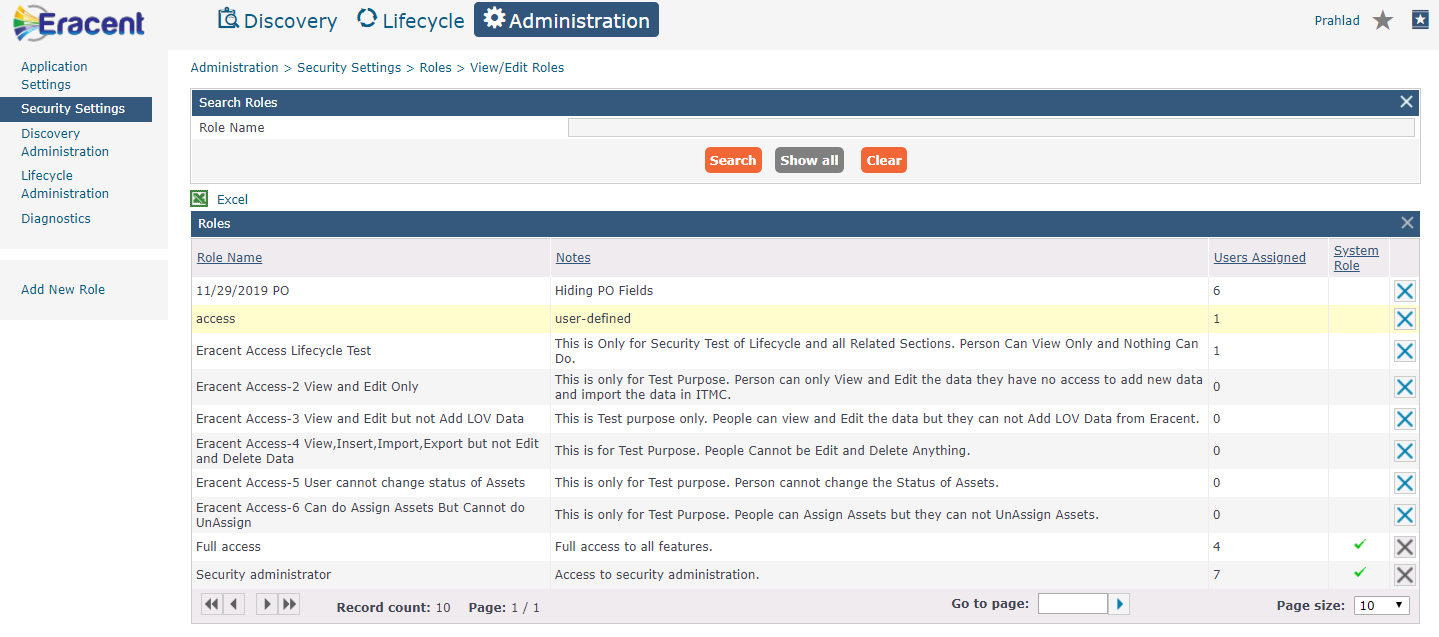 Eracent
Discovery Lifecycle Administration
Prahlad
Application
Settings
Security Settings
Discovery
Administration
Lifecycle
Administration
Diagnostics
Add New Role
Administration > Security Settings > Roles > View/Edit Roles
Search Roles
Role Name
Search Show all Clear
Excel
Roles
Role Name Notes Users Assigned System
Role
11/29/2019 PO Hiding PO Fields 6
access user-defined 1
Eracent Access Lifecycle Test This is Only for Security Test of Lifecycle and all Related Sections. Person Can View Only and Nothing Can
Do. 1
Eracent Access-2 View and Edit Only This is only for Test Purpose. Person can only View and Edit the data they have no access to add new data
and import the data in ITMC. 0
Eracent Access-3 View and Edit but not Add LOV Data This is Test purpose only. People can view and Edit the data but they can not Add LOV Data from Eracent. 0
Eracent Access-4 View,Insert,Import,Export but not Edit
and Delete Data This is for Test Purpose. People Cannot be Edit and Delete Anything. 0
Eracent Access-5 User cannot change status of Assets This is only for Test purpose. Person cannot change the Status of Assets. 0
Eracent Access-6 Can do Assign Assets But Cannot do
UnAssign This is only for Test Purpose. People can Assign Assets but they can not UnAssign Assets. 0
Full access Full access to all features. 4
Security administrator Access to security administration. 7
Record count: 10 Page: 1 / 1 Go to page: Page size: 10